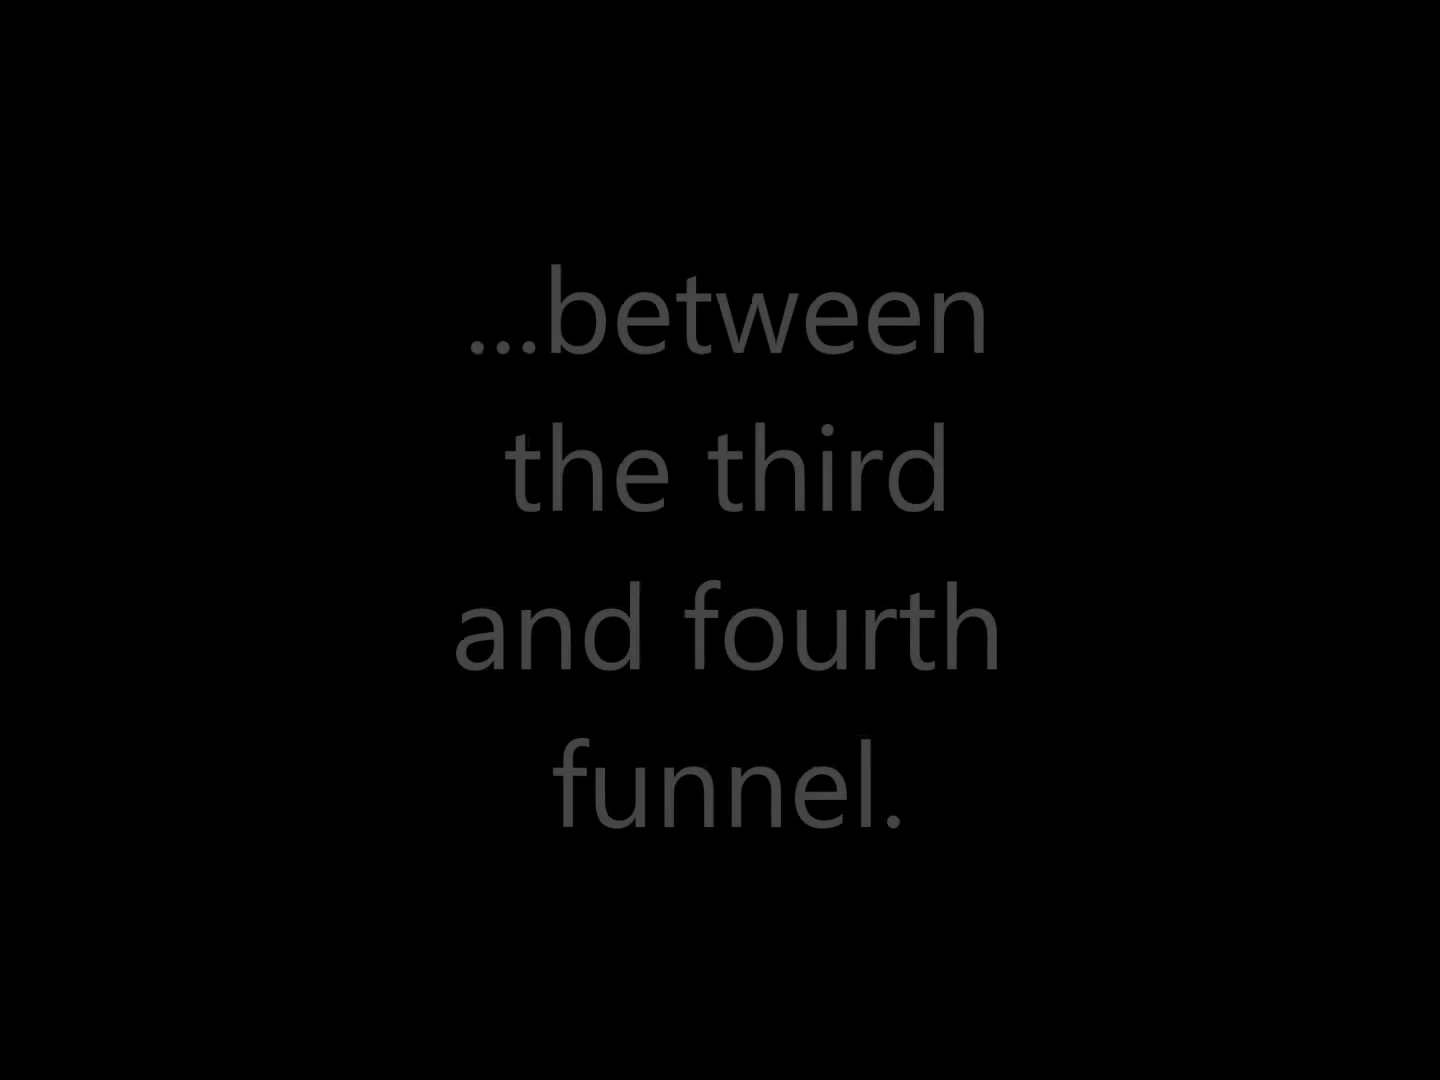 ...between
the third
and fourth
funnel.